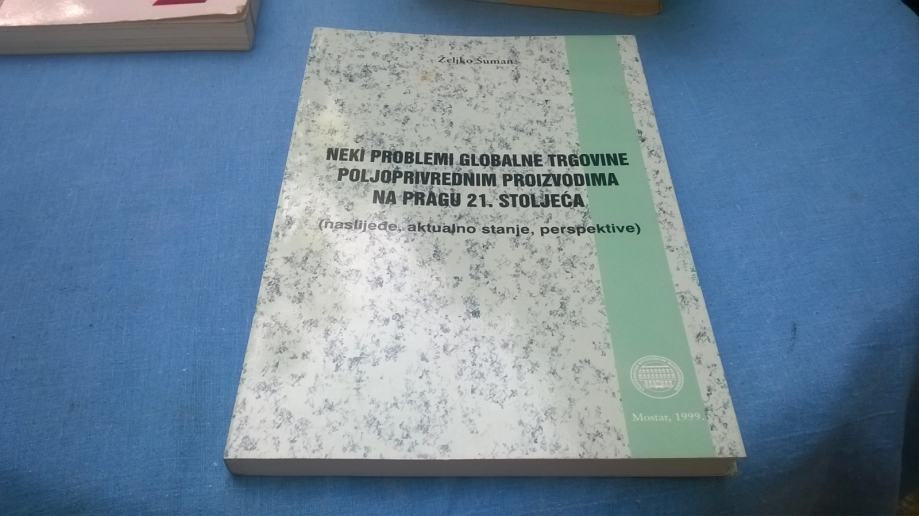 Željko Šuman
NEKI PROBLEMI GLOBALNE TRGOVINE
POLJOPRIVREDNIM PROIZVODIMA
NA PRAGU 21. STOLJEĆA
(naslijeđe, aktualno stanje, perspektive)
Mostar, 1999.